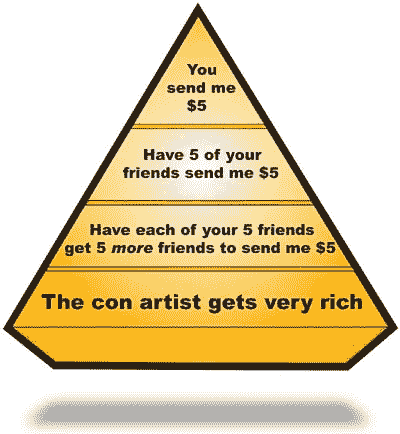 You
send me
$5
Have 5 of your
friends send me $5
Have each of your 5 friends
get 5 more friends to send me $5
The con artist gets very rich